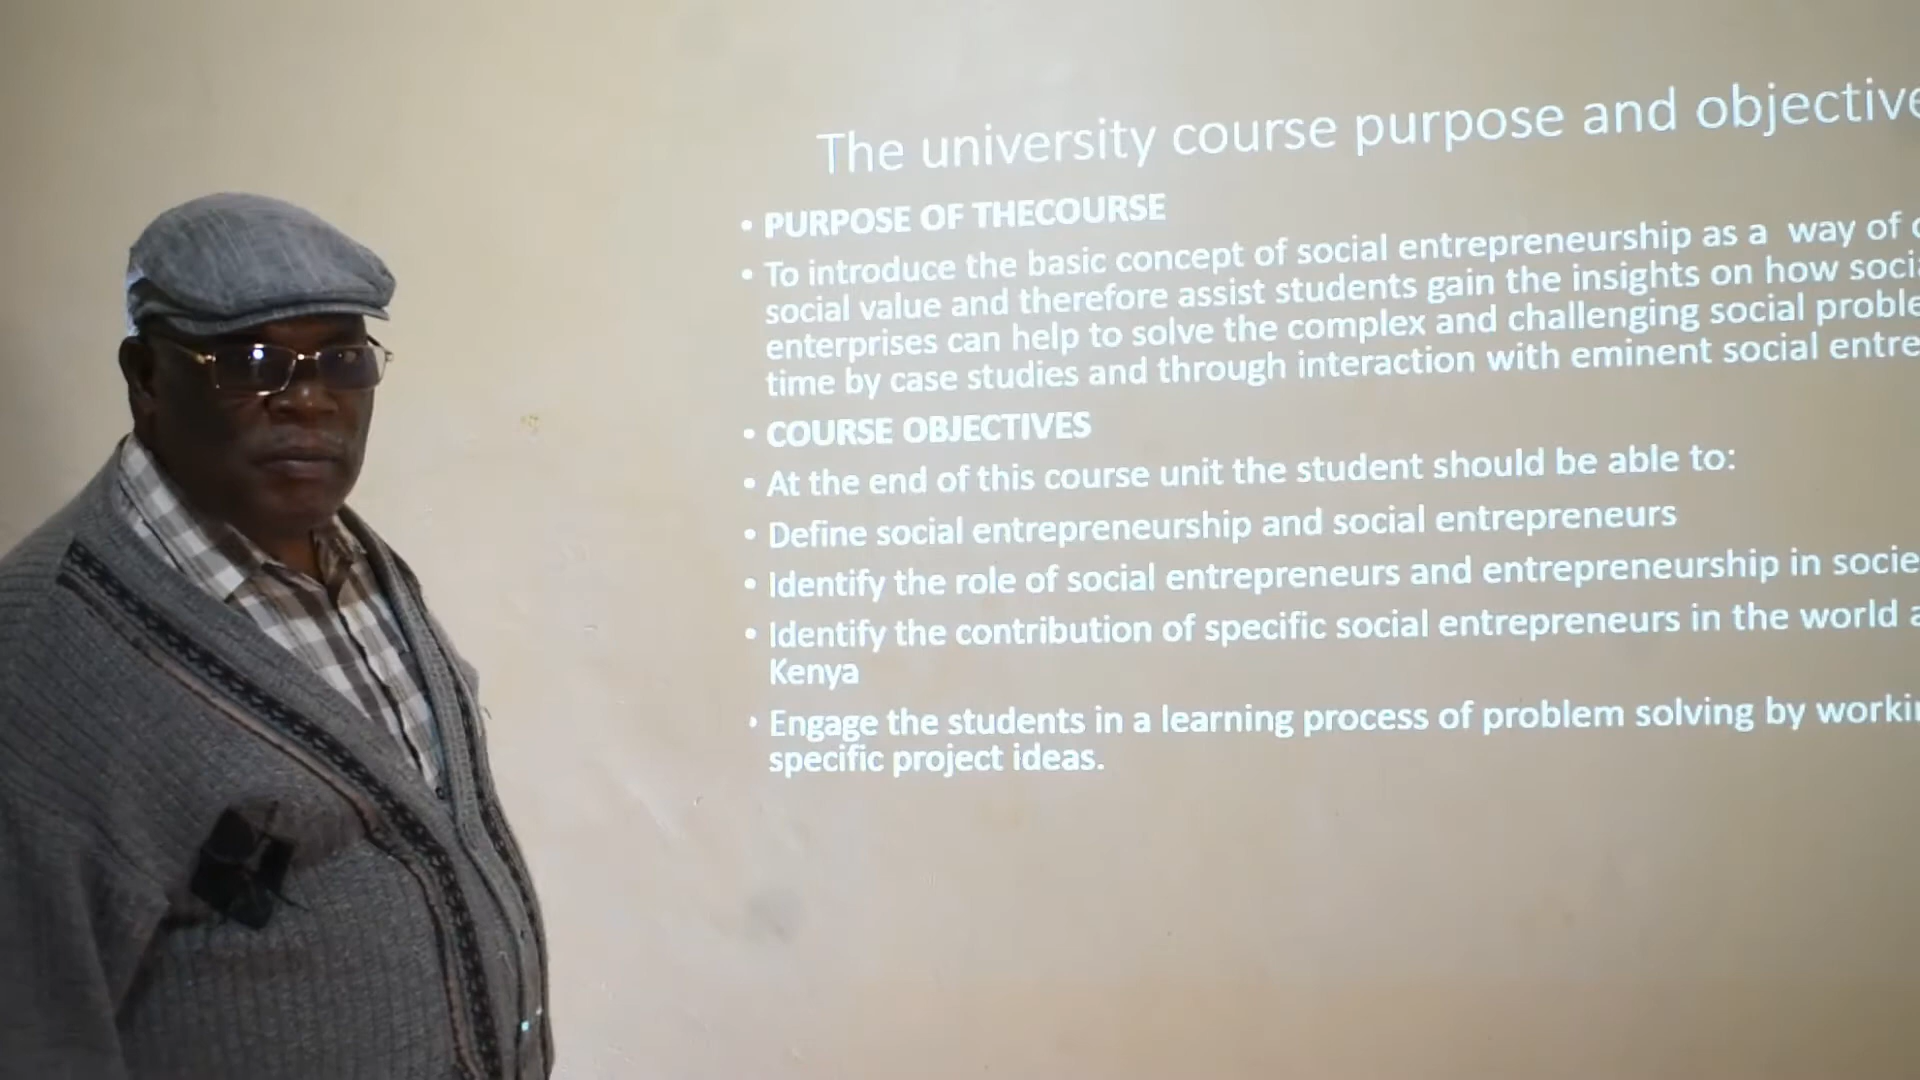 The university course purpose and objective
• PURPOSE OF THECOURSE
• To introduce the basic concept of social entrepreneurship as a way of
social value and therefore assist students gain the insights on how
enterprises can help to solve the complex and challenging social
time by case studies and through interaction with eminent social
• COURSE OBJECTIVES
• At the end of this course unit the student should be able to:
• Define social entrepreneurship and social entrepreneurs
• Identify the role of social entrepreneurs and entrepreneurship in
• Identify the contribution of specific social entrepreneurs in the world
Kenya
• Engage the students in a learning process of problem solving by
specific project ideas.